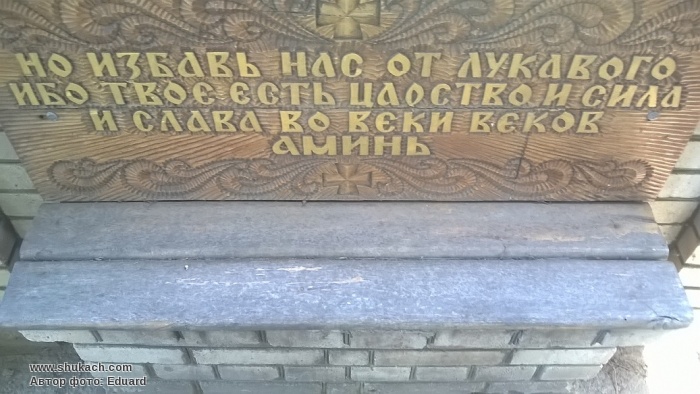 НО ИЗБАВЬ НАС ОТ ЛУКАВОГО
ИБО ТВОЕ ЕСТЬ ЦАРСТВО И СИЛА
И СЛАВА ВО ВЕКИ ВЕКОВ
АМИНЬ
www.shukach.com
Автор фото: Eduard